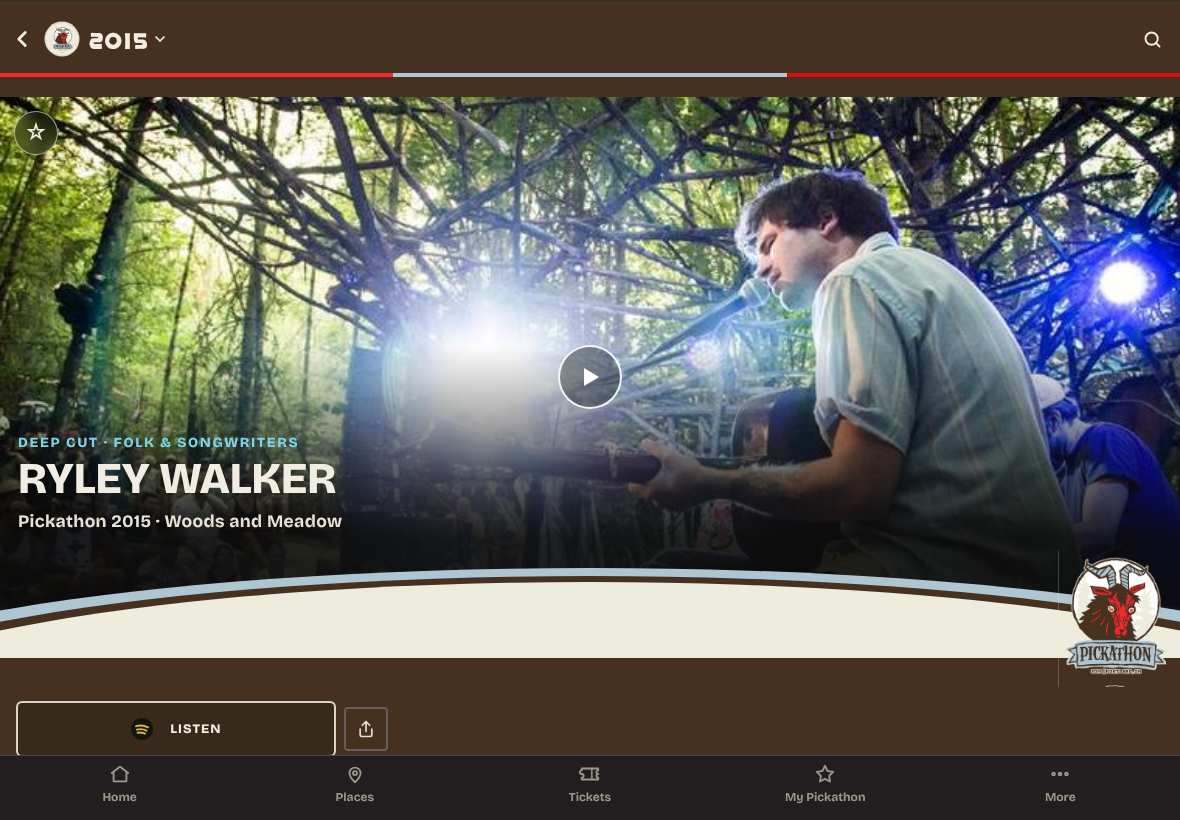 2015
DEEP CUT · FOLK & SONGWRITERS
RYLEY WALKER
Pickathon 2015 · Woods and Meadow
PICKATHON
LISTEN
Home
Places
Tickets
My Pickathon
More